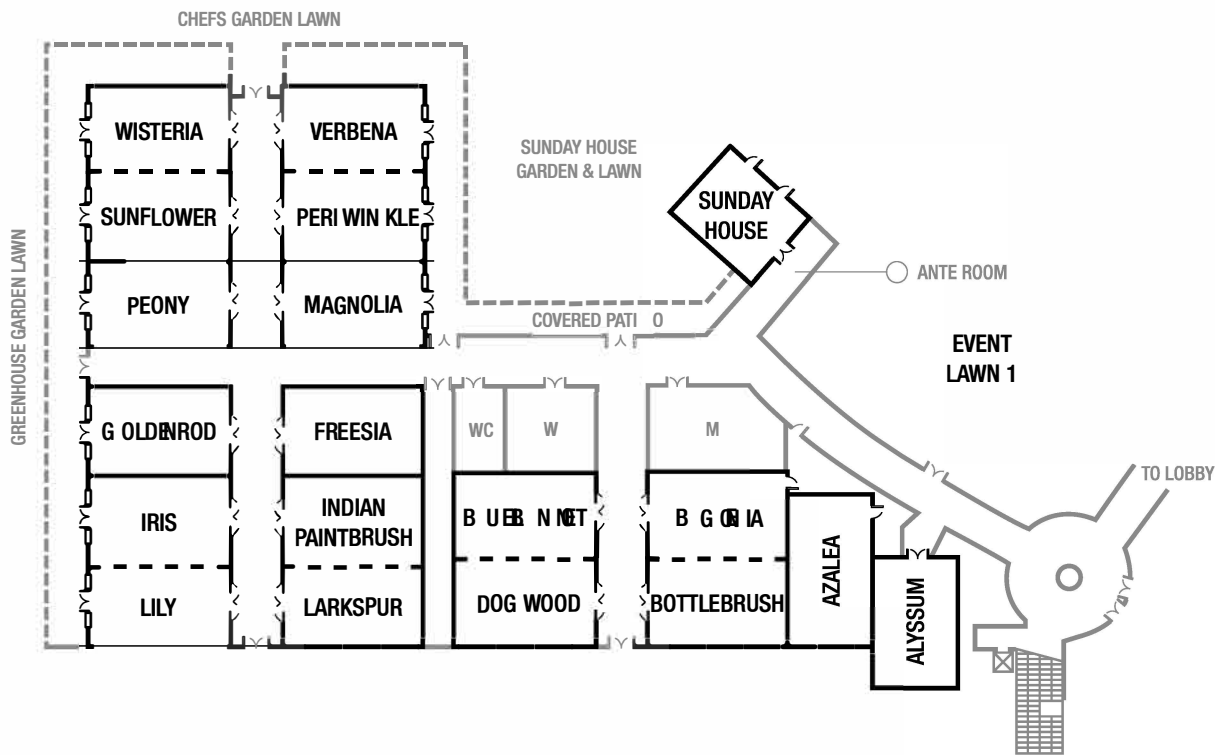 CHEFS GARDEN LAWN
WISTERIA
VERBENA
SUNDAY HOUSE
GARDEN & LAWN
SUNDAY
HOUSE
SUNFLOWER
PERI WIN KLE
GREENHOUSE GARDEN LAWN
ANTE ROOM
PEONY
MAGNOLIA
COVERED PATI O
EVENT
LAWN 1
G OLDENROD
FREESIA
WC
W
M
TO LOBBY
IRIS
INDIAN
PAINTBRUSH
AZALEA
LILY
LARKSPUR
DOG WOOD
BOTTLEBRUSH
ALYSSUM